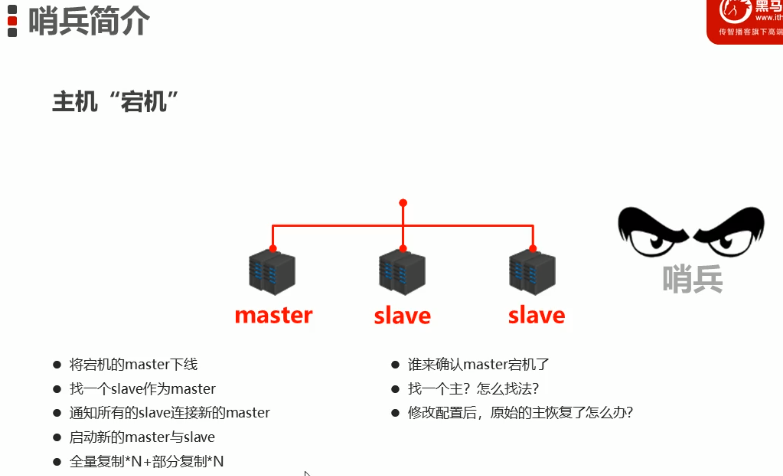 哨兵简介
黑马
www.ith
传智播客旗下高端
主机“宕机”
哨兵
master
slave
slave
将宕机的master下线
找一个slave作为master
通知所有的slave连接新的master
启动新的master与slave
全量复制*N+部分复制*N
谁来确认master宕机了
找一个主？怎么找法？
修改配置后，原始的主恢复了怎么办？